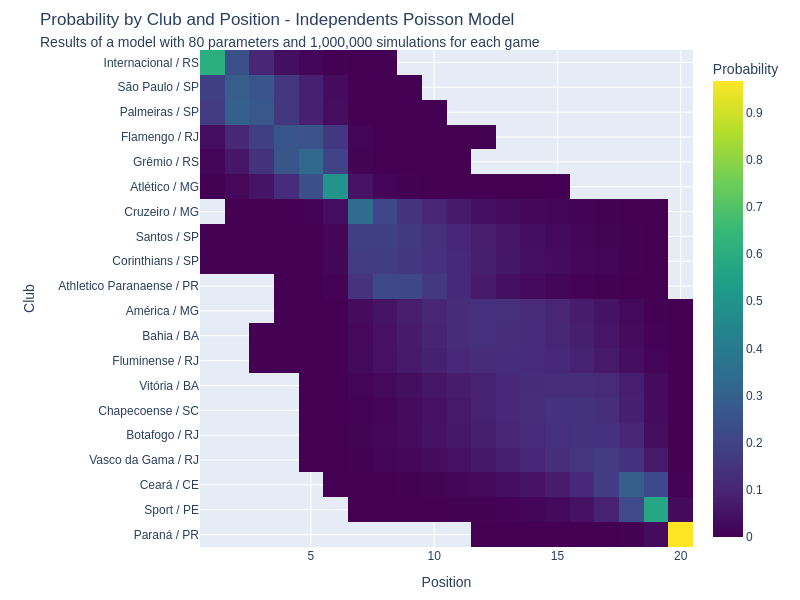 Probability by Club and Position - Independents Poisson Model
Results of a model with 80 parameters and 1,000,000 simulations for each game
Probability
Internacional / RS
São Paulo / SP
Palmeiras / SP
Flamengo / RJ
Grêmio / RS
Atlético / MG
Cruzeiro / MG
Santos / SP
Corinthians / SP
Athletico Paranaense / PR
América / MG
Bahia / BA
Fluminense / RJ
Vitória / BA
Chapecoense / SC
Botafogo / RJ
Vasco da Gama / RJ
Ceará / CE
Sport / PE
Paraná / PR
Club
5
10
15
20
Position
0.9
0.8
0.7
0.6
0.5
0.4
0.3
0.2
0.1
0